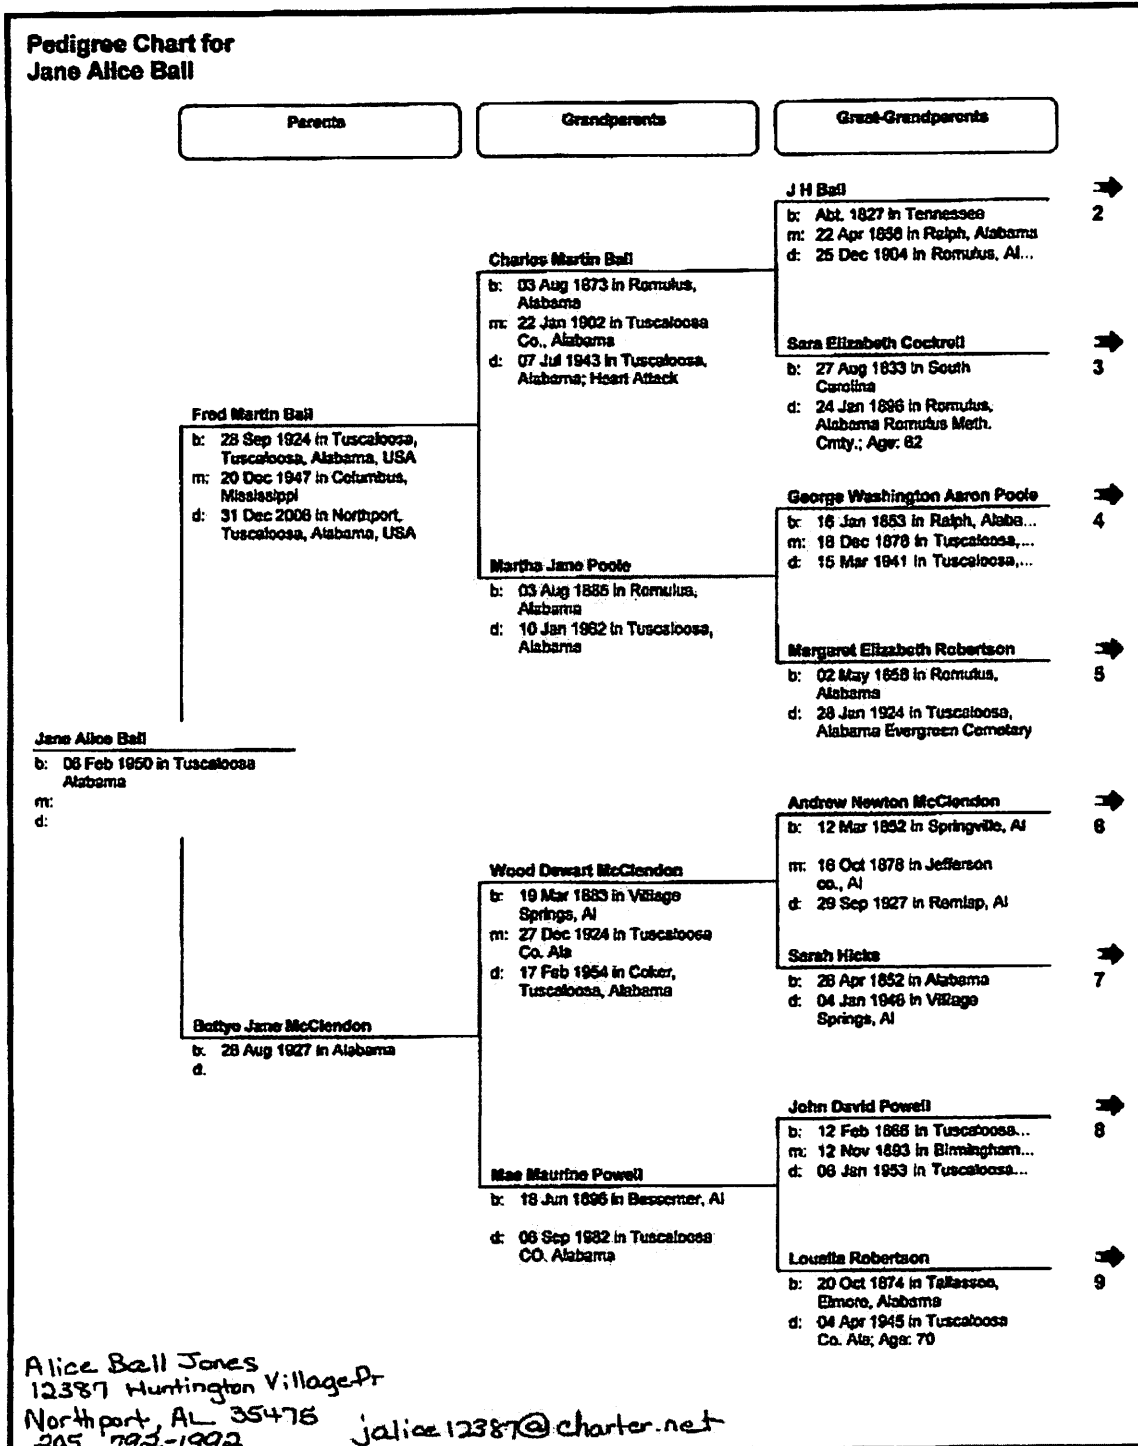 Pedigree Chart for
Jane Alice Ball
Parents
Grandparents
Great-Grandparents
J H Ball
b: Abt. 1827 in Tennessee
m: 22 Apr 1858 in Ralph, Alabama
d: 25 Dec 1904 in Romulus, Al...
2
Charles Martin Ball
b: 03 Aug 1873 in Romulus,
Alabama
m: 22 Jan 1902 in Tuscaloosa
Co., Alabama
d: 07 Jul 1943 in Tuscaloosa,
Alabama; Heart Attack
Sara Elizabeth Cockrell
b: 27 Aug 1833 in South
Carolina
d: 24 Jan 1896 in Romulus,
Alabama Romulus Meth.
Cmty.; Age: 62
3
Fred Martin Ball
b: 28 Sep 1924 in Tuscaloosa,
Tuscaloosa, Alabama, USA
m: 20 Dec 1947 in Columbus,
Mississippi
d: 31 Dec in Northport,
Tuscaloosa, Alabama, USA
George Washington Aaron Poole
b: 16 Jan 1853 in Ralph, Alaba...
m: 18 Dec 1878 in Tuscaloosa,...
d: 15 Mar 1941 in Tuscaloosa,...
4
Martha Jane Poole
b: 03 Aug 1885 in Romulus,
Alabama
d: 10 Jan 1962 in Tuscaloosa,
Alabama
Margaret Elizabeth Robertson
b: 02 May 1858 in Romulus,
Alabama
d: 28 Jan 1924 in Tuscaloosa,
Alabama Evergreen Cemetary
5
Jane Alice Ball
b: 06 Feb 1950 in Tuscaloosa
Alabama
m:
d:
Andrew Newton McClendon
b: 12 Mar 1852 in Springville, Al
m: 16 Oct 1878 in Jefferson
co., Al
d: 29 Sep 1927 in Remlap, Al
6
Wood Dewart McClendon
b: 19 Mar 1883 in Village
Springs, Al
m: 27 Dec 1924 in Tuscaloosa
Co. Ala
d: 17 Feb 1954 in Coker,
Tuscaloosa, Alabama
Sarah Hicks
b: 28 Apr 1852 in Alabama
d: 04 Jan 1946 in Village
Springs, Al
7
Bettye Jane McClendon
b: 28 Aug 1927 in Alabama
d:
John David Powell
b: 12 Feb in Tuscaloosa...
m: 12 Nov 1893 in Birmingham...
d: 06 Jan 1953 in Tuscaloosa...
8
Mae Maurine Powell
b: 18 Jun 1896 in Bessemer, Al
d: 06 Sep 1982 in Tuscaloosa
CO. Alabama
Louella Robertson
b: 20 Oct 1874 in Tallassee,
Elmore, Alabama
d: 04 Apr 1945 in Tuscaloosa
Co. Ala; Age: 70
9
Alice Ball Jones
12387 Huntington Village Dr
Northport, AL 35475
205 792-1992
jalice12387@charter.net